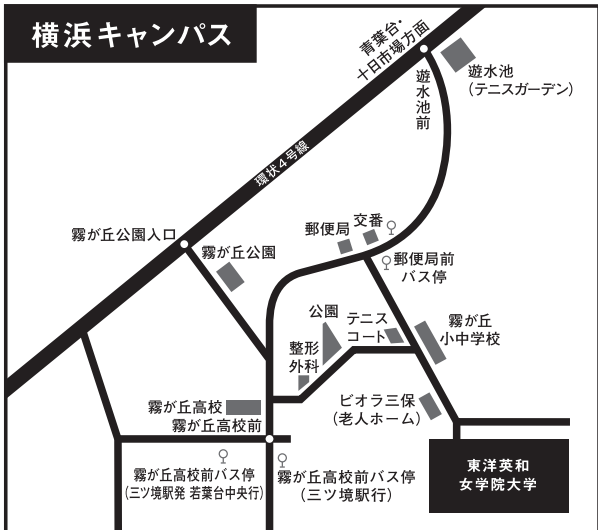 横浜キャンパス
青葉台・
十日市場方面
遊水池
(テニスガーデン)
遊水池前
環状4号線
霧が丘公園入口
霧が丘公園
郵便局
交番
郵便局前
バス停
公園
テニス
コート
霧が丘
小中学校
整形
外科
ビオラ三保
(老人ホーム)
霧が丘高校
霧が丘高校前
霧が丘高校前バス停
(三ツ境駅発 若葉台中央行)
霧が丘高校前バス停
(三ツ境駅行)
東洋英和
女学院大学